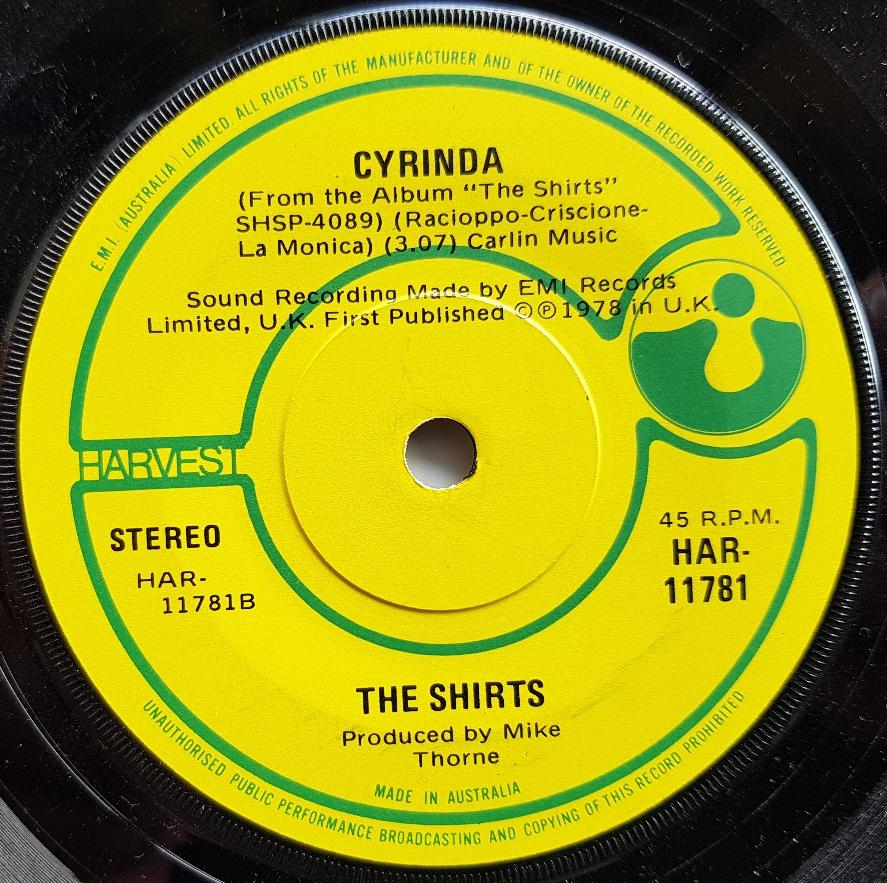 E.M.I. (AUSTRALIA) LIMITED. ALL RIGHTS OF THE MANUFACTURER AND OF THE OWNER OF THE RECORDED WORK RESERVED
CYRINDA
(From the Album "The Shirts"
SHSP-4089) (Racioppo-Criscione-
La Monica) (3.07) Carlin Music
Sound Recording Made by EMI Records
Limited, U.K. First Published ©℗1978 in U.K.
HARVEST
STEREO
HAR-
11781B
45 R.P.M.
HAR-
11781
THE SHIRTS
Produced by Mike
Thorne
MADE IN AUSTRALIA
UNAUTHORISED PUBLIC PERFORMANCE BROADCASTING AND COPYING OF THIS RECORD PROHIBITED